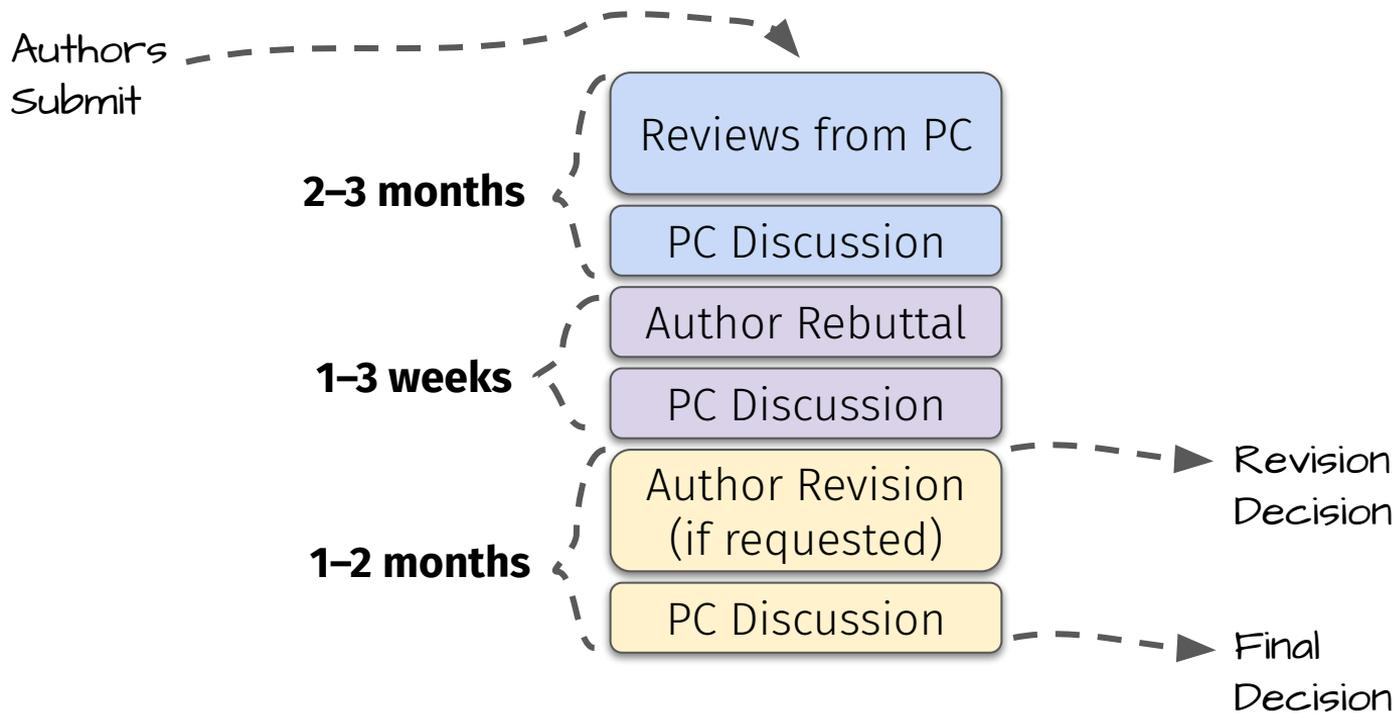 Authors
Submit
Reviews from PC
2–3 months
PC Discussion
Author Rebuttal
1–3 weeks
PC Discussion
Revision
Decision
Author Revision
(if requested)
1–2 months
PC Discussion
Final
Decision